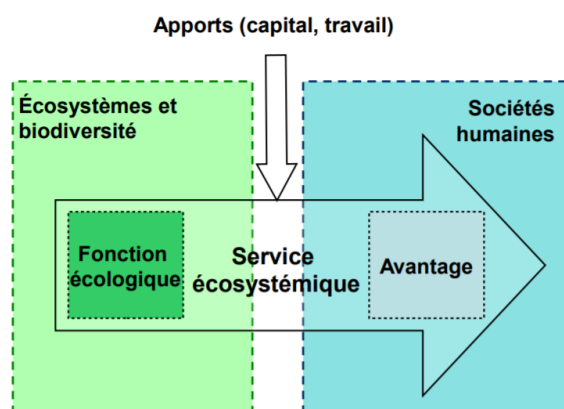 Apports (capital, travail)
Écosystèmes et
biodiversité
Sociétés
humaines
Fonction
écologique
Service
écosystémique
Avantage